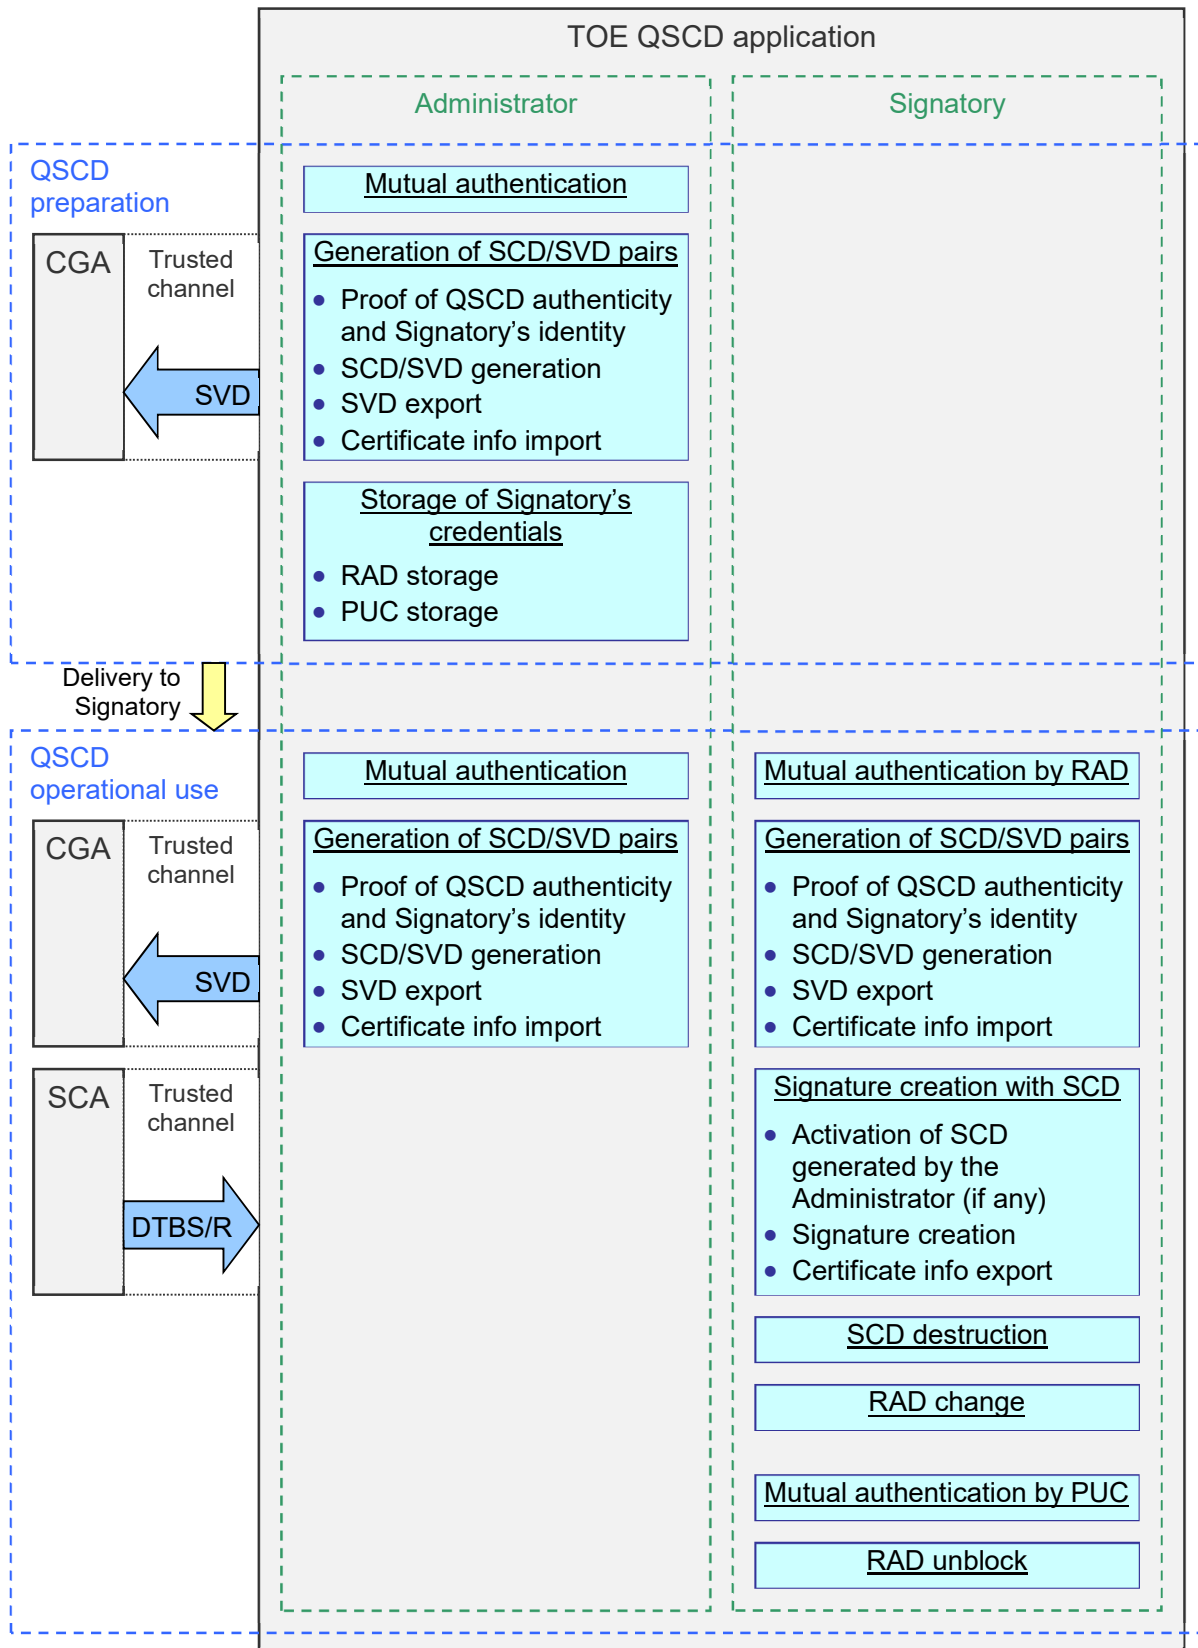 TOE QSCD application
Administrator
Signatory
QSCD
preparation
Mutual authentication
CGA
Trusted
channel
SVD
Generation of SCD/SVD pairs
• Proof of QSCD authenticity
and Signatory's identity
• SCD/SVD generation
• SVD export
• Certificate info import
Storage of Signatory's
credentials
• RAD storage
• PUC storage
Delivery to
Signatory
QSCD
operational use
Mutual authentication
Mutual authentication by RAD
CGA
Trusted
channel
SVD
Generation of SCD/SVD pairs
• Proof of QSCD authenticity
and Signatory's identity
• SCD/SVD generation
• SVD export
• Certificate info import
Generation of SCD/SVD pairs
• Proof of QSCD authenticity
and Signatory's identity
• SCD/SVD generation
• SVD export
• Certificate info import
SCA
Trusted
channel
DTBS/R
Signature creation with SCD
• Activation of SCD
generated by the
Administrator (if any)
• Signature creation
• Certificate info export
SCD destruction
RAD change
Mutual authentication by PUC
RAD unblock